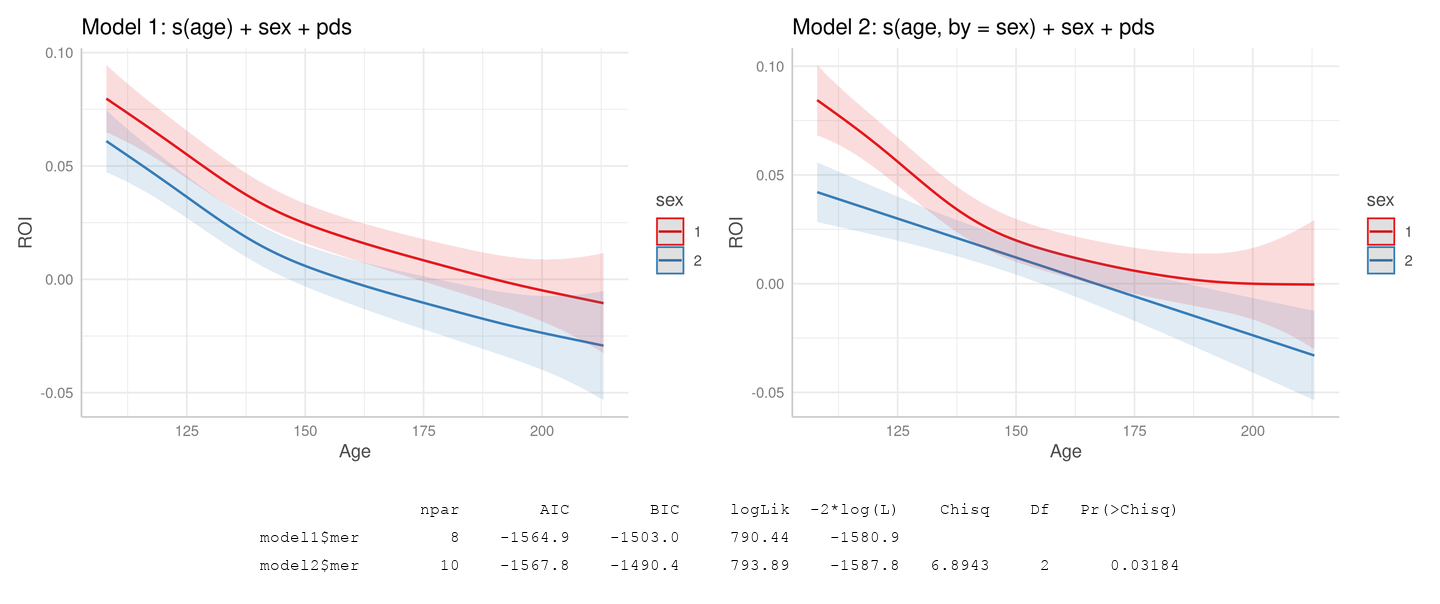 Model 1: s(age) + sex + pds
0.10
0.05
0.00
-0.05
ROI
125 150 175 200
Age
sex
1
2
Model 2: s(age, by = sex) + sex + pds
0.10
0.05
0.00
-0.05
ROI
125 150 175 200
Age
sex
1
2
npar AIC BIC logLik -2*log(L) Chisq Df Pr(>Chisq)
model1$mer 8 -1564.9 -1503.0 790.44 -1580.9
model2$mer 10 -1567.8 -1490.4 793.89 -1587.8 6.8943 2 0.03184